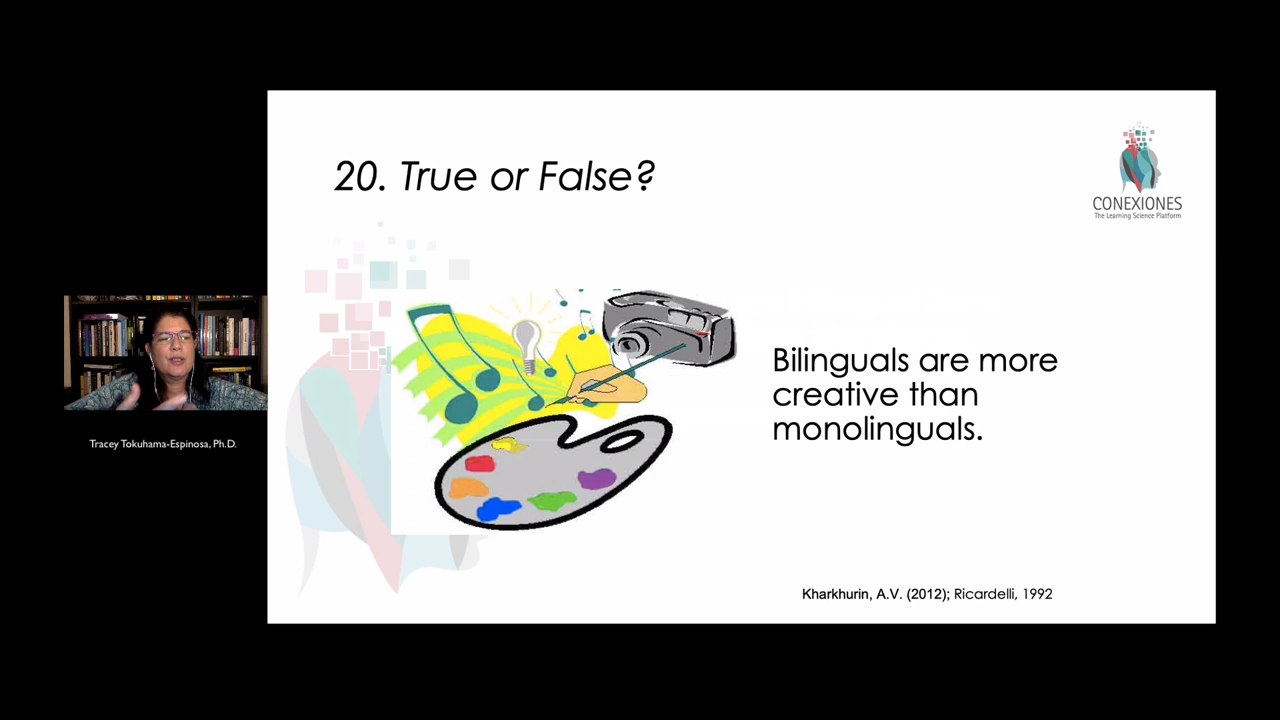 20. True or False?
CONEXIONES
The Learning Science Platform
Bilinguals are more
creative than
monolinguals.
Tracey Tokuhama-Espinosa, Ph.D.
Kharkhurin, A.V. (2012); Ricardelli, 1992